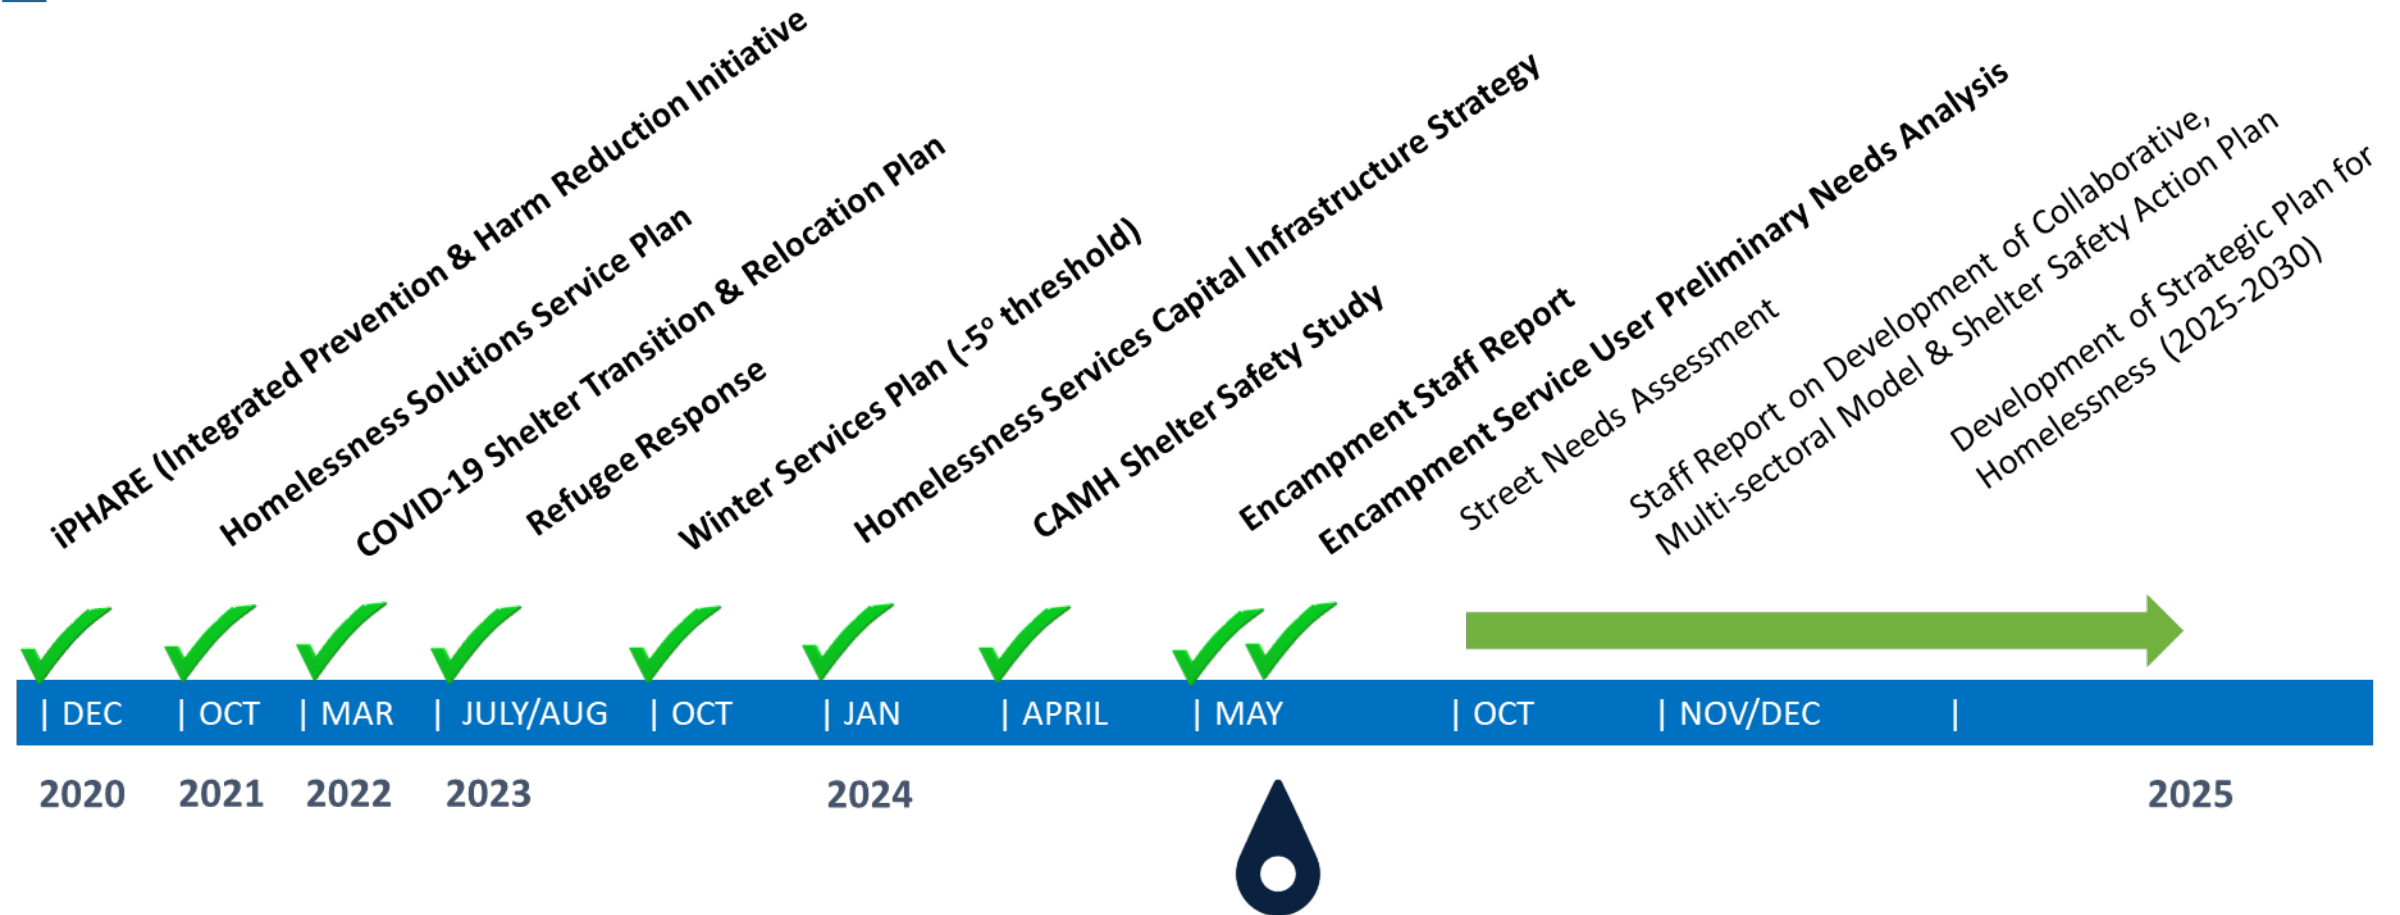 iPHARE (Integrated Prevention & Harm Reduction Initiative
Homelessness Solutions Service Plan
COVID-19 Shelter Transition & Relocation Plan
Refugee Response
Winter Services Plan (-5º threshold)
Homelessness Services Capital Infrastructure Strategy
CAMH Shelter Safety Study
Encampment Staff Report
Encampment Service User Preliminary Needs Analysis
Street Needs Assessment
Staff Report on Development of Collaborative,
Multi-sectoral Model & Shelter Safety Action Plan
Development of Strategic Plan for
Homelessness (2025-2030)
| DEC | OCT | MAR | JULY/AUG | OCT | JAN | APRIL | MAY | OCT | NOV/DEC |
2020 2021 2022 2023 2024 2025